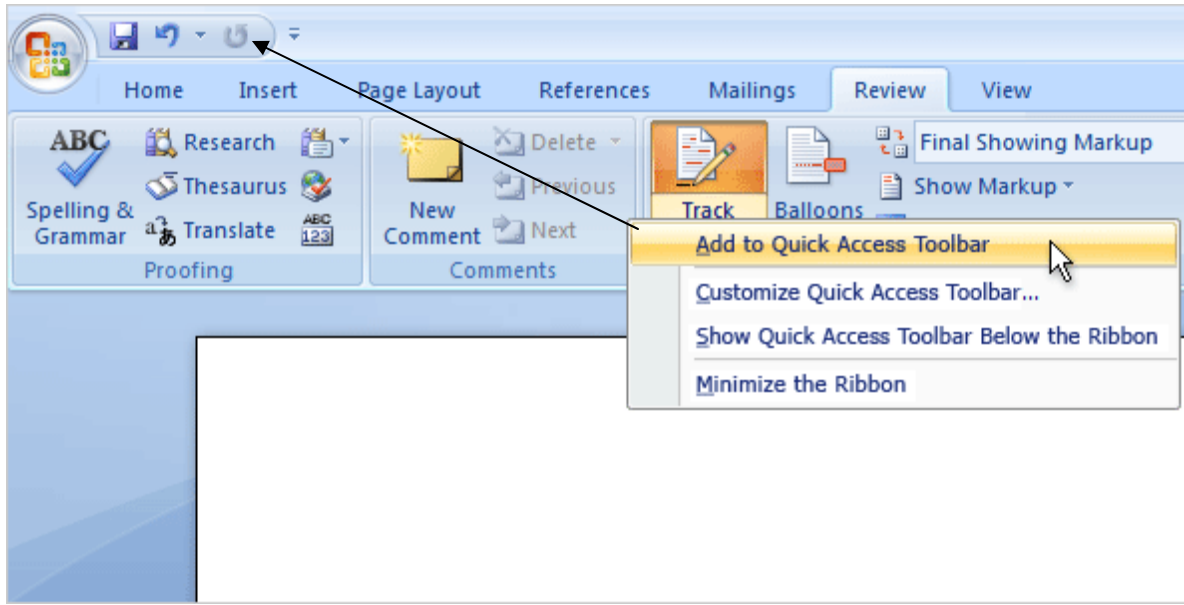 Home Insert Page Layout References Mailings Review View
ABC
Spelling &
Grammar
Research
Thesaurus
Translate
ABC
123
Proofing
New
Comment
Delete
Previous
Next
Comments
Track
Balloons
Final Showing Markup
Show Markup
Add to Quick Access Toolbar
Customize Quick Access Toolbar...
Show Quick Access Toolbar Below the Ribbon
Minimize the Ribbon